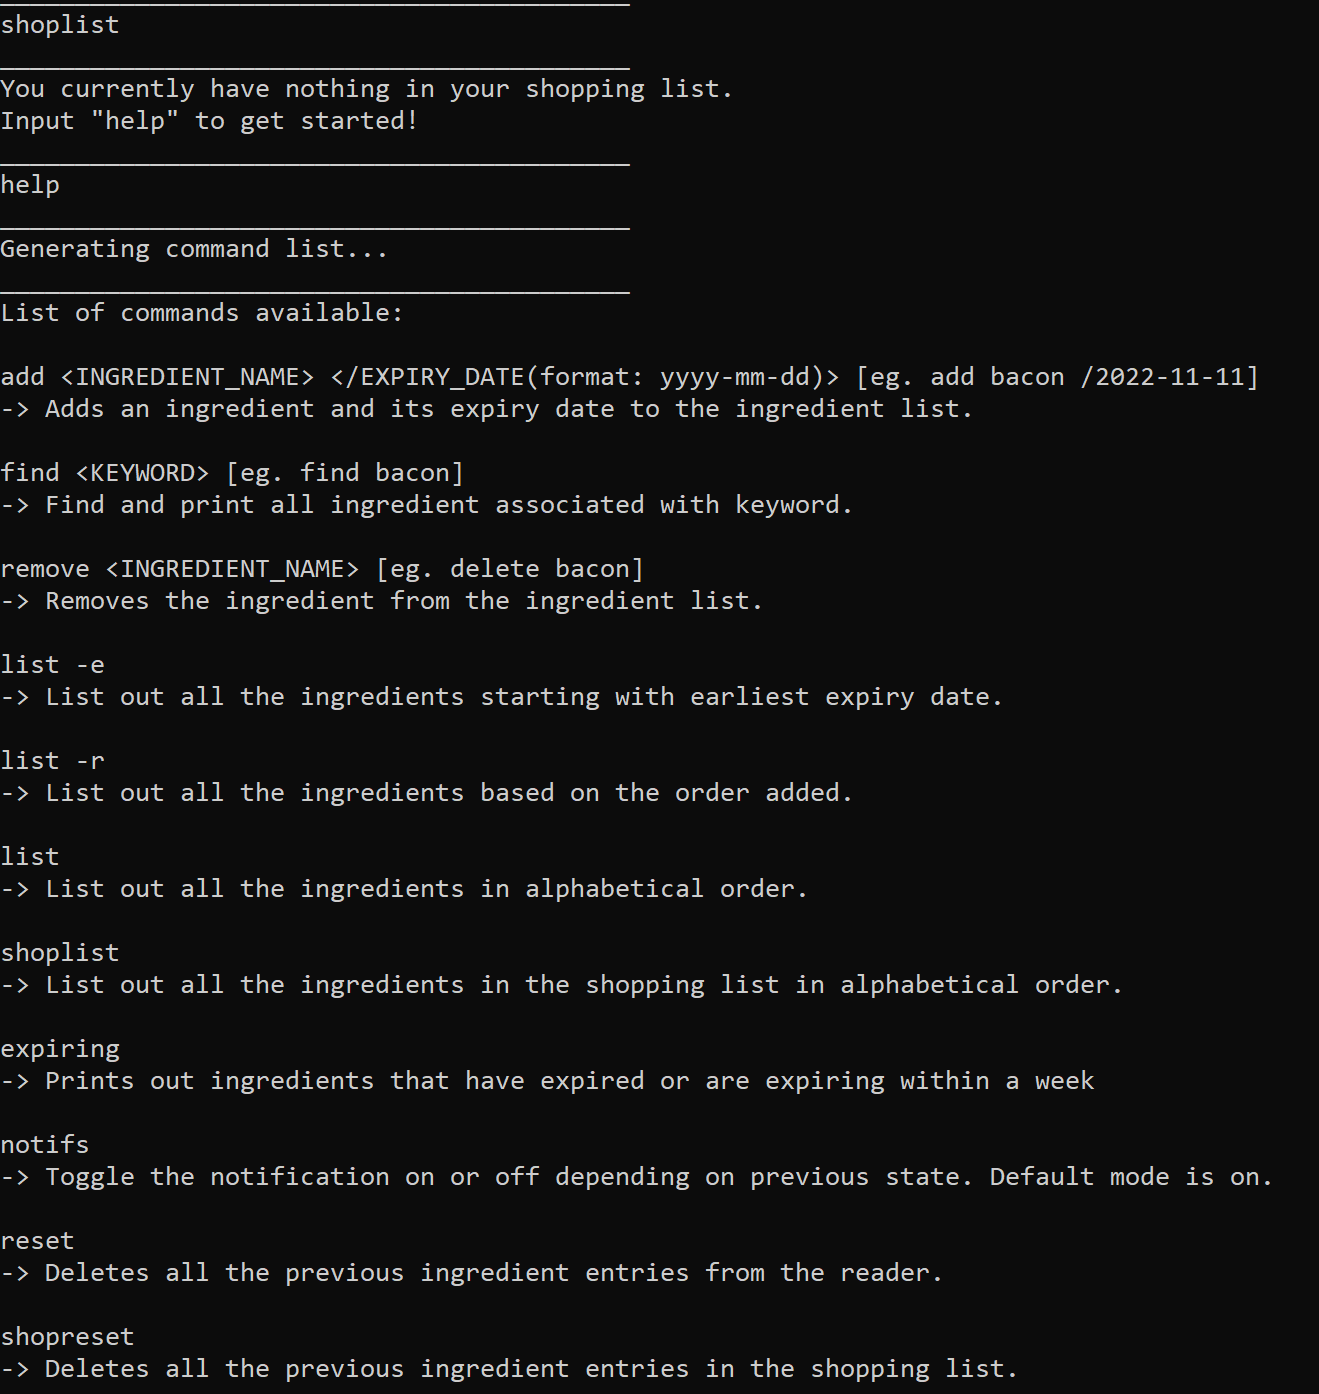 shoplist
__________________________________________
You currently have nothing in your shopping list.
Input "help" to get started!
__________________________________________
help
__________________________________________
Generating command list...
__________________________________________
List of commands available:

add <INGREDIENT_NAME> </EXPIRY_DATE(format: yyyy-mm-dd)> [eg. add bacon /2022-11-11]
-> Adds an ingredient and its expiry date to the ingredient list.

find <KEYWORD> [eg. find bacon]
-> Find and print all ingredient associated with keyword.

remove <INGREDIENT_NAME> [eg. delete bacon]
-> Removes the ingredient from the ingredient list.

list -e
-> List out all the ingredients starting with earliest expiry date.

list -r
-> List out all the ingredients based on the order added.

list
-> List out all the ingredients in alphabetical order.

shoplist
-> List out all the ingredients in the shopping list in alphabetical order.

expiring
-> Prints out ingredients that have expired or are expiring within a week

notifs
-> Toggle the notification on or off depending on previous state. Default mode is on.

reset
-> Deletes all the previous ingredient entries from the reader.

shopreset
-> Deletes all the previous ingredient entries in the shopping list.